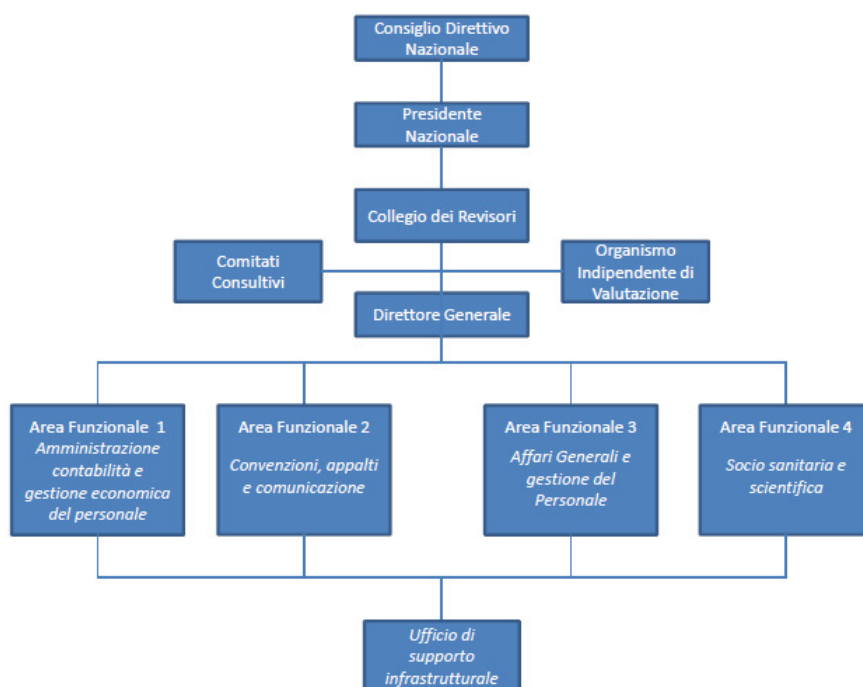 Consiglio Direttivo
Nazionale
Presidente
Nazionale
Collegio dei Revisori
Comitati
Consultivi
Organismo
Indipendente di
Valutazione
Direttore Generale
Area Funzionale 1
Amministrazione
contabilità e
gestione economica
del personale
Area Funzionale 2
Convenzioni, appalti
e comunicazione
Area Funzionale 3
Affari Generali e
gestione del
Personale
Area Funzionale 4
Socio sanitaria e
scientifica
Ufficio di
supporto
infrastrutturale